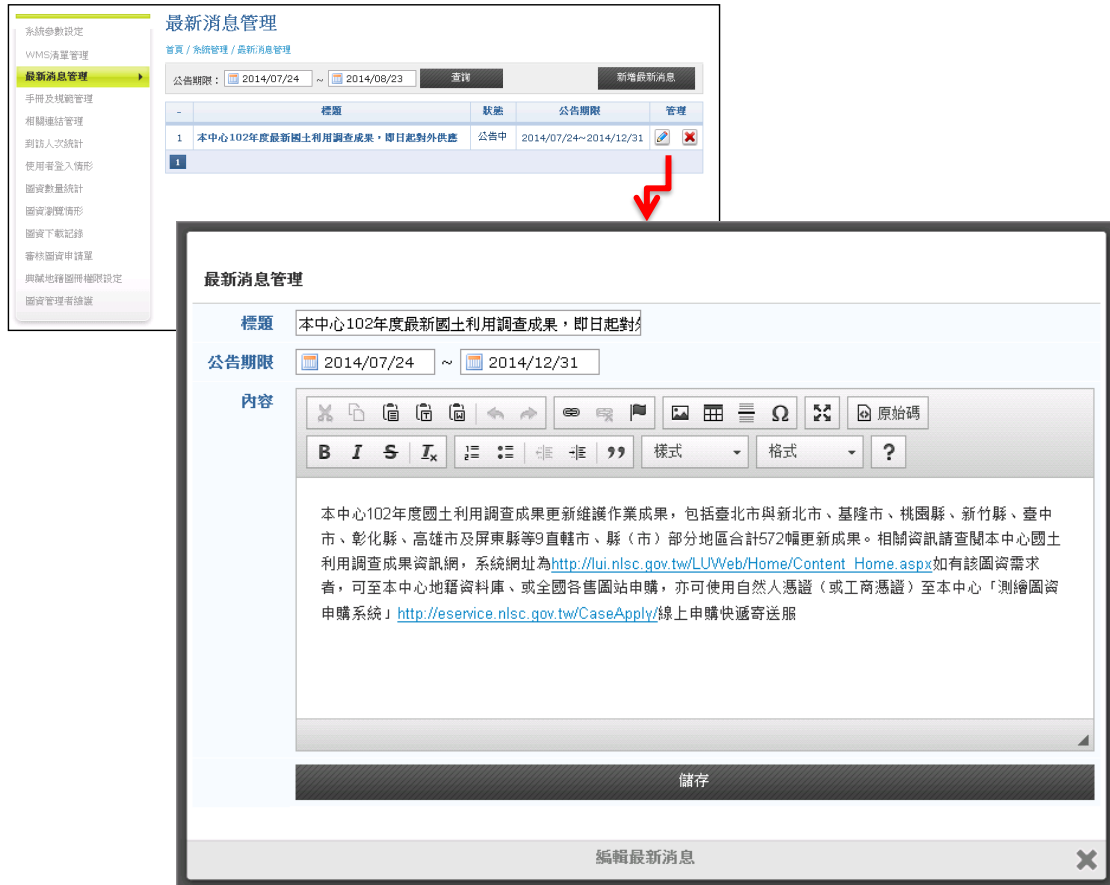 系統參數設定
WMS清單管理
最新消息管理
手冊及規範管理
相關連結管理
到訪人次統計
使用者登入情形
圖資數量統計
圖資瀏覽情形
圖資下載記錄
審核圖資申請單
典藏地籍圖冊權限設定
圖資管理者維護
最新消息管理
首頁 / 系統管理 / 最新消息管理
公告期限： 2014/07/24 ~ 2014/08/23 查詢 新增最新消息
- 標題 狀態 公告期限 管理
1 本中心102年度最新國土利用調查成果，即日起對外供應 公告中 2014/07/24~2014/12/31
1
最新消息管理
標題 本中心102年度最新國土利用調查成果，即日起對外
公告期限 2014/07/24 ~ 2014/12/31
內容
原始碼
B I S Tx 樣式 格式 ?
本中心102年度國土利用調查成果更新維護作業成果，包括臺北市與新北市、基隆市、桃園縣、新竹縣、臺中
市、彰化縣、高雄市及屏東縣等9直轄市、縣（市）部分地區合計572幅更新成果。相關資訊請查閱本中心國土
利用調查成果資訊網，系統網址為http://lui.nlsc.gov.tw/LUWeb/Home/Content_Home.aspx如有該圖資需求
者，可至本中心地籍資料庫、或全國各售圖站申購，亦可使用自然人憑證（或工商憑證）至本中心「測繪圖資
申購系統」http://eservice.nlsc.gov.tw/CaseApply/線上申購快遞寄送服
儲存
編輯最新消息